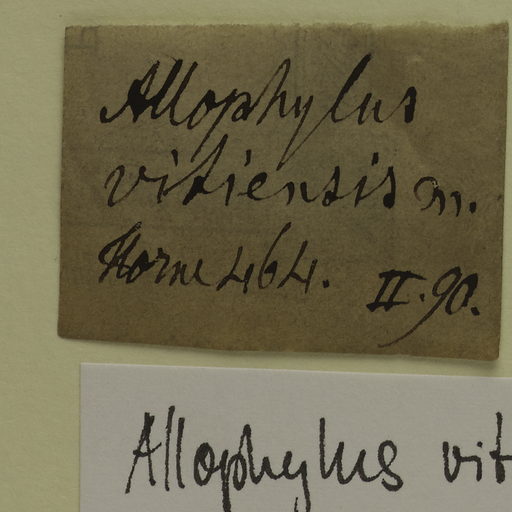 Allophylus
vitiensis m.
Horne 464. II.90.
Allophylus vit